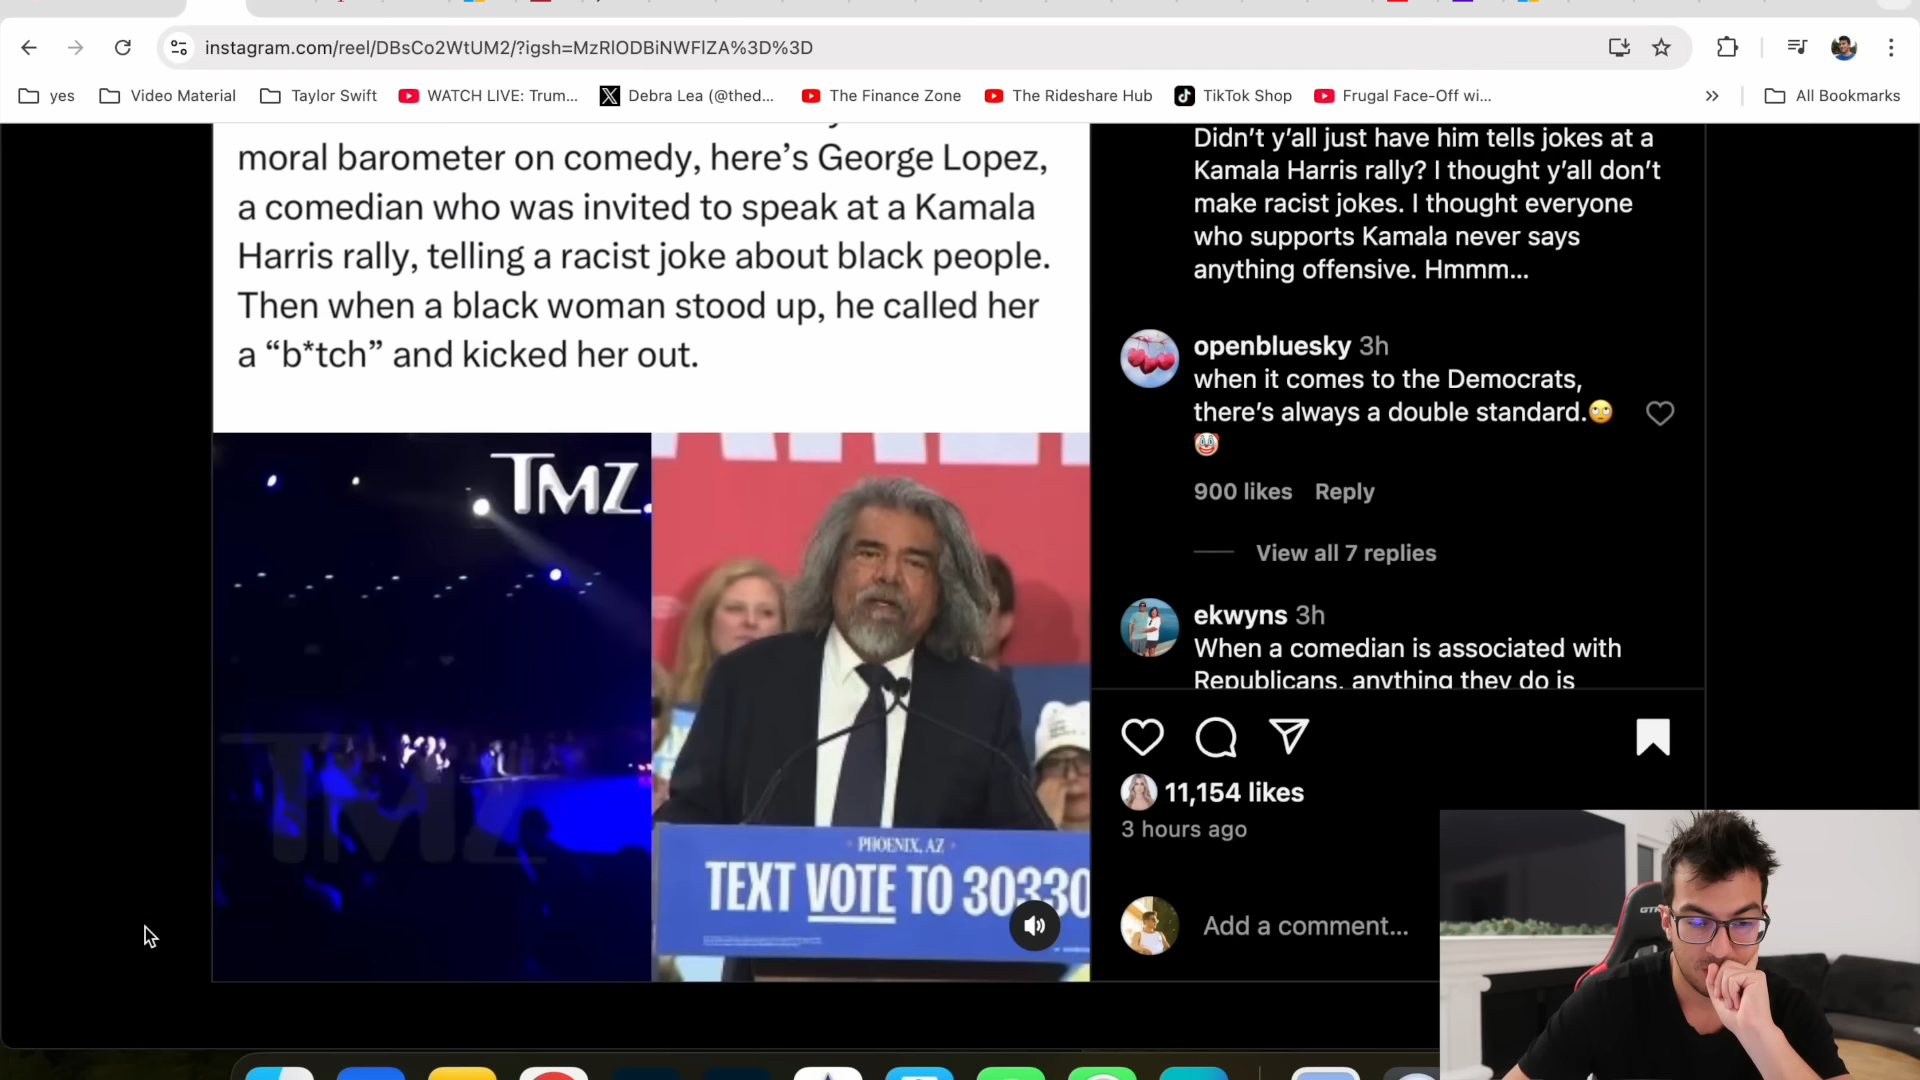 instagram.com/reel/DBsCo2WtUM2/?igsh=MzRlODBiNWFlZA%3D%3D
yes
Video Material
Taylor Swift
WATCH LIVE: Trum...
Debra Lea (@thed...
The Finance Zone
The Rideshare Hub
TikTok Shop
Frugal Face-Off wi...
All Bookmarks
moral barometer on comedy, here’s George Lopez,
a comedian who was invited to speak at a Kamala
Harris rally, telling a racist joke about black people.
Then when a black woman stood up, he called her
a “b*tch” and kicked her out.
TMZ.
TMZ
PHOENIX, AZ
TEXT VOTE TO 30330
Didn’t y’all just have him tells jokes at a
Kamala Harris rally? I thought y’all don’t
make racist jokes. I thought everyone
who supports Kamala never says
anything offensive. Hmmm...
openbluesky 3h
when it comes to the Democrats,
there’s always a double standard.🙄
🤡
900 likes Reply
View all 7 replies
ekwyns 3h
When a comedian is associated with
Republicans, anything they do is
11,154 likes
3 hours ago
Add a comment...